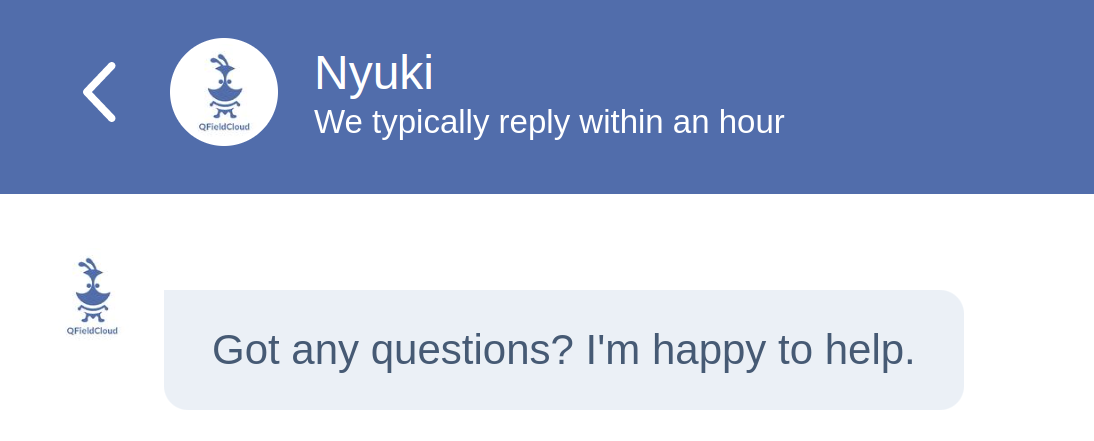 Nyuki
We typically reply within an hour
QFieldCloud
QFieldCloud
Got any questions? I'm happy to help.